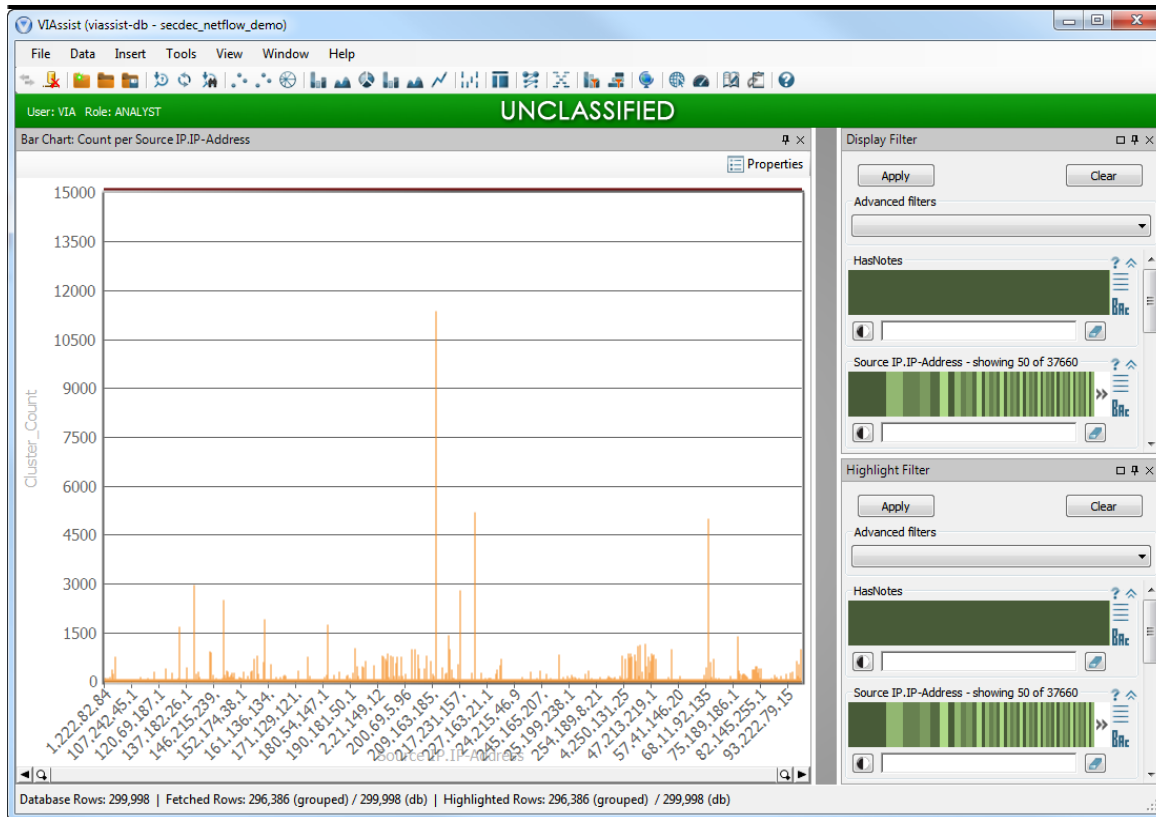 VIAssist (viassist-db - secdec_netflow_demo)
File Data Insert Tools View Window Help
User: VIA Role: ANALYST
UNCLASSIFIED
Bar Chart: Count per Source IP.IP-Address
Properties
15000
13500
12000
10500
9000
7500
6000
4500
3000
1500
0
Cluster_Count
1.222.82.84
107.242.45.1
120.69.187.1
137.182.26.1
146.215.239.
152.174.38.1
161.136.134.
171.129.121.
180.54.147.1
190.181.50.1
2.21.149.12
200.69.5.96
209.163.185.
217.231.157.
227.163.21.1
24.215.46.9
245.165.207.
25.199.238.1
254.189.8.21
4.250.131.25
47.213.219.1
57.41.146.20
68.11.92.135
75.189.186.1
82.145.255.1
93.222.79.15
Source IP.IP-Address
Display Filter
Apply Clear
Advanced filters
HasNotes
?
BAc
Source IP.IP-Address - showing 50 of 37660
?
BAc
Highlight Filter
Apply Clear
Advanced filters
HasNotes
?
BAc
Source IP.IP-Address - showing 50 of 37660
?
BAc
Database Rows: 299,998 | Fetched Rows: 296,386 (grouped) / 299,998 (db) | Highlighted Rows: 296,386 (grouped) / 299,998 (db)